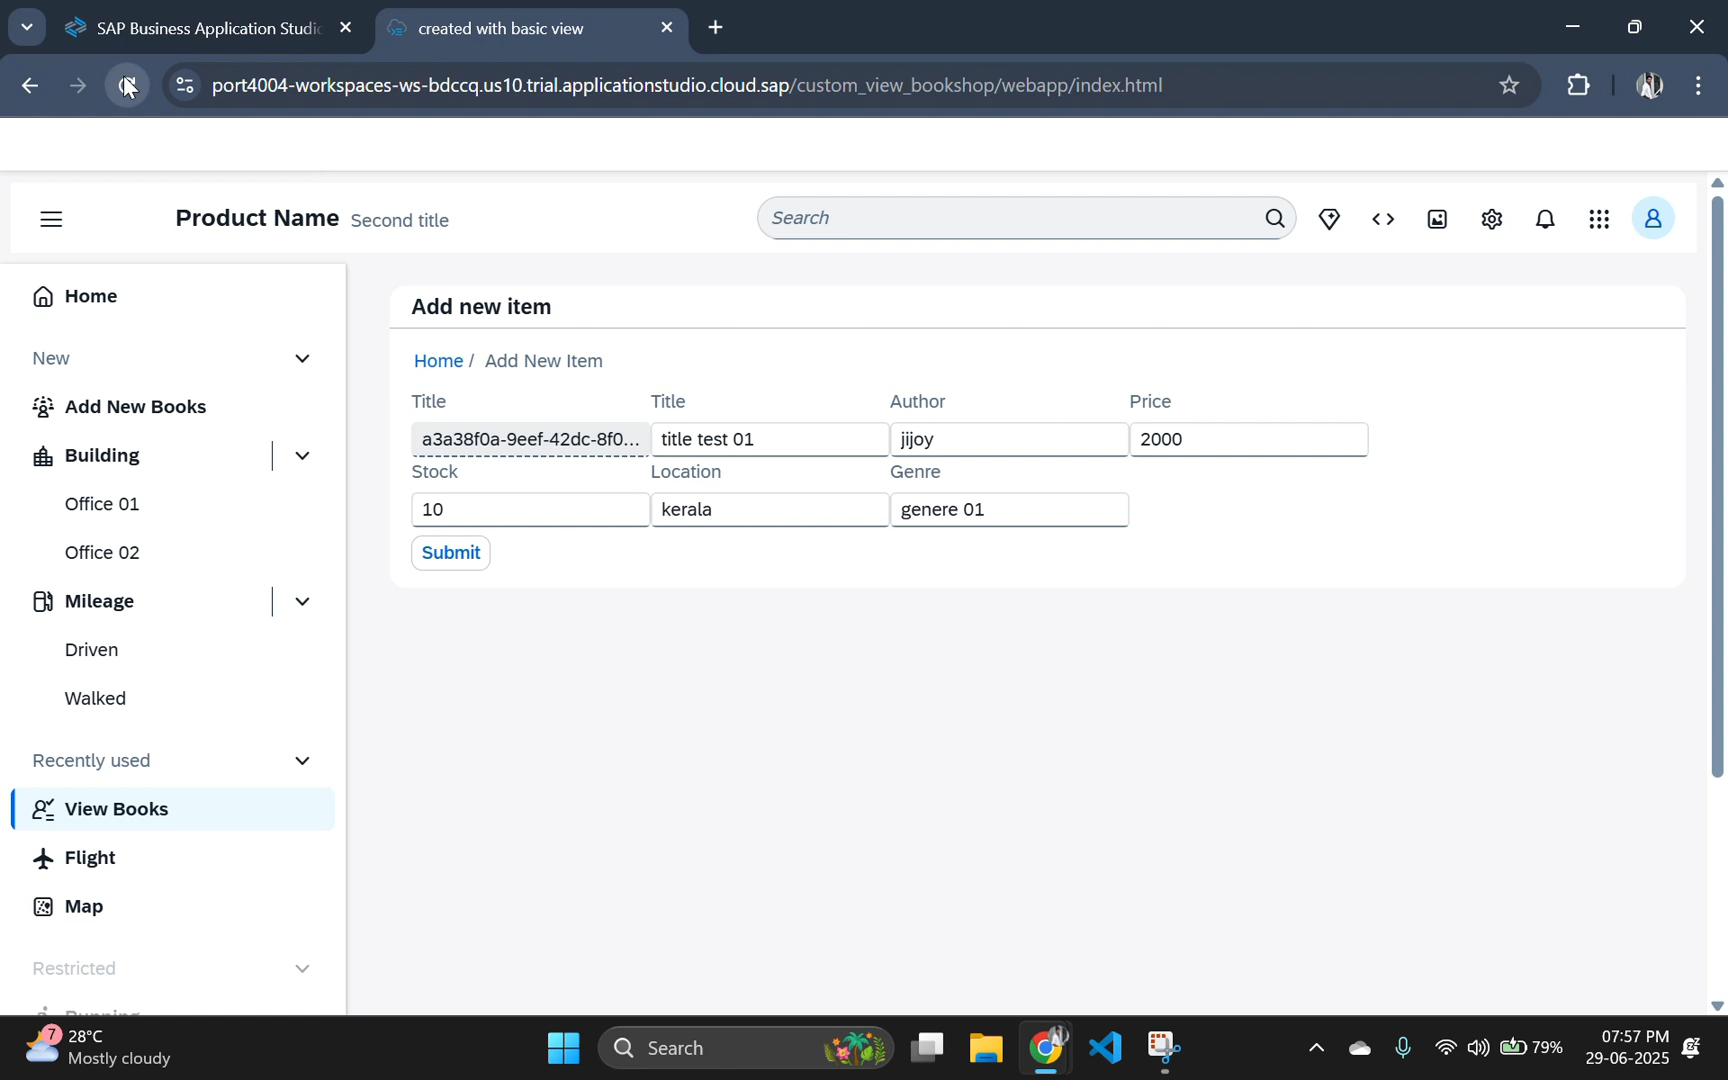 SAP Business Application Studio
created with basic view
port4004-workspaces-ws-bdccq.us10.trial.applicationstudio.cloud.sap/custom_view_bookshop/webapp/index.html
Product Name Second title
Search
Home
New
Add New Books
Building
Office 01
Office 02
Mileage
Driven
Walked
Recently used
View Books
Flight
Map
Restricted
Running
Add new item
Home / Add New Item
Title Title Author Price
a3a38f0a-9eef-42dc-8f0... title test 01 jijoy 2000
Stock Location Genre
10 kerala genere 01
Submit
7
28°C
Mostly cloudy
Search
79%
07:57 PM
29-06-2025